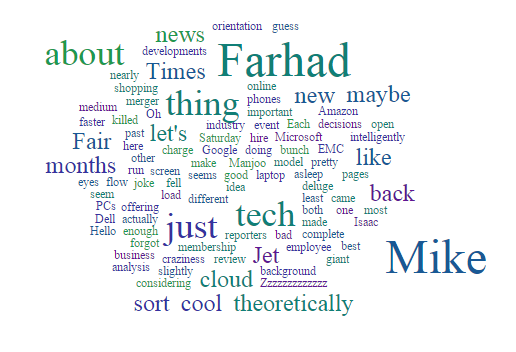 orientation guess
news
about developments Farhad
nearly Times
shopping online
merger thing phones new maybe
medium Oh important Amazon
faster killed industry event Each decisions open
Fair past let's Saturday hire Microsoft intelligently
here charge Google doing bunch EMC
months other make Manjoo model pretty like
run screen seems good laptop asleep pages
eyes flow joke fell idea deluge back
seem load different least came
PCs offering just tech both one most
Dell actually made Isaac
Hello enough reporters bad complete
forgot membership employee best Mike
business craziness review Jet giant
analysis slightly background
considering cloud Zzzzzzzzzzzzz
sort cool theoretically